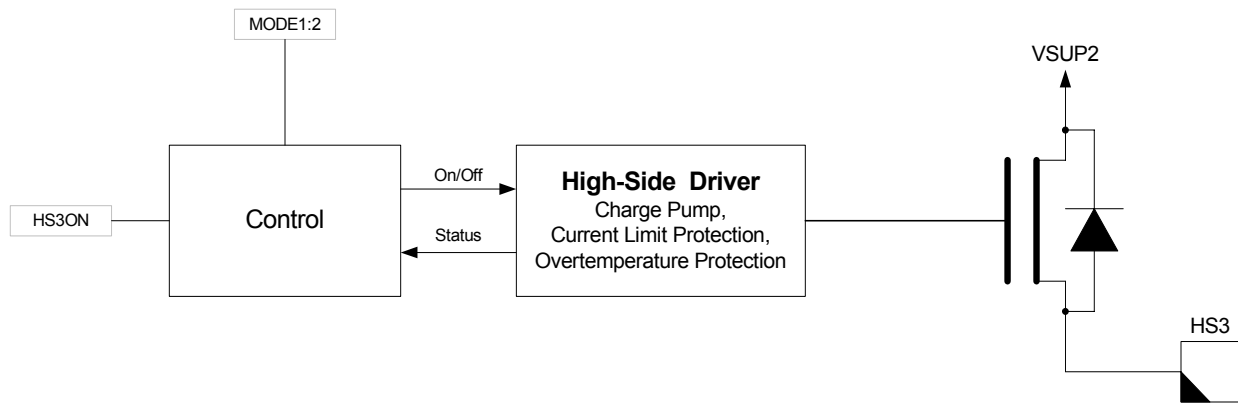 MODE1:2
VSUP2
On/Off
High-Side Driver
Charge Pump,
Current Limit Protection,
Overtemperature Protection
Control
HS3ON
Status
HS3